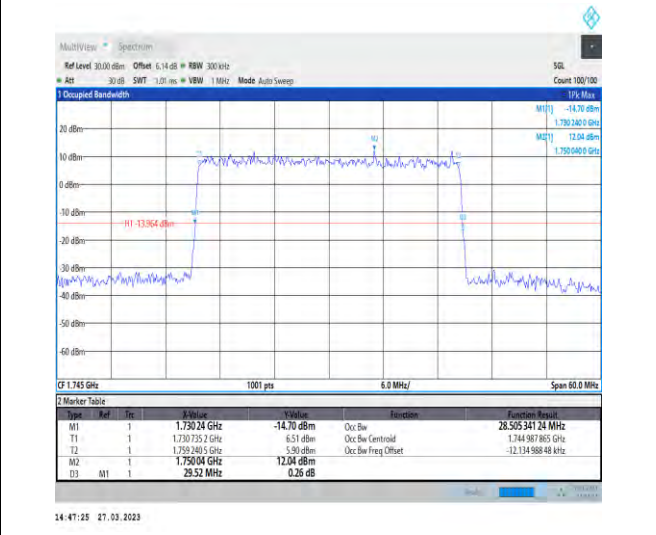 MultiView Spectrum
Ref Level 30.00 dBm Offset 6.14 dB RBW 300 kHz SGL
Att 30 dB SWT 1.01 ms VBW 1 MHz Mode Auto Sweep Count 100/100
1 Occupied Bandwidth 1Pk Max
M1[1] -14.70 dBm
1.730 240 0 GHz
M2[1] 12.04 dBm
1.750 040 0 GHz
20 dBm
M2
10 dBm
0 dBm
-10 dBm
H1 -13.964 dBm
-20 dBm
-30 dBm
-40 dBm
-50 dBm
-60 dBm
CF 1.745 GHz 1001 pts 6.0 MHz/ Span 60.0 MHz
2 Marker Table
Type Ref Trc X-Value Y-Value Function Function Result
M1 1 1.730 24 GHz -14.70 dBm Occ Bw 28.505 341 24 MHz
T1 1 1.730 735 2 GHz 6.51 dBm Occ Bw Centroid 1.744 987 865 GHz
T2 1 1.759 240 5 GHz 5.90 dBm Occ Bw Freq Offset -12.134 988 48 kHz
M2 1 1.750 04 GHz 12.04 dBm
D3 M1 1 29.52 MHz 0.26 dB
14:47:25 27.03.2023